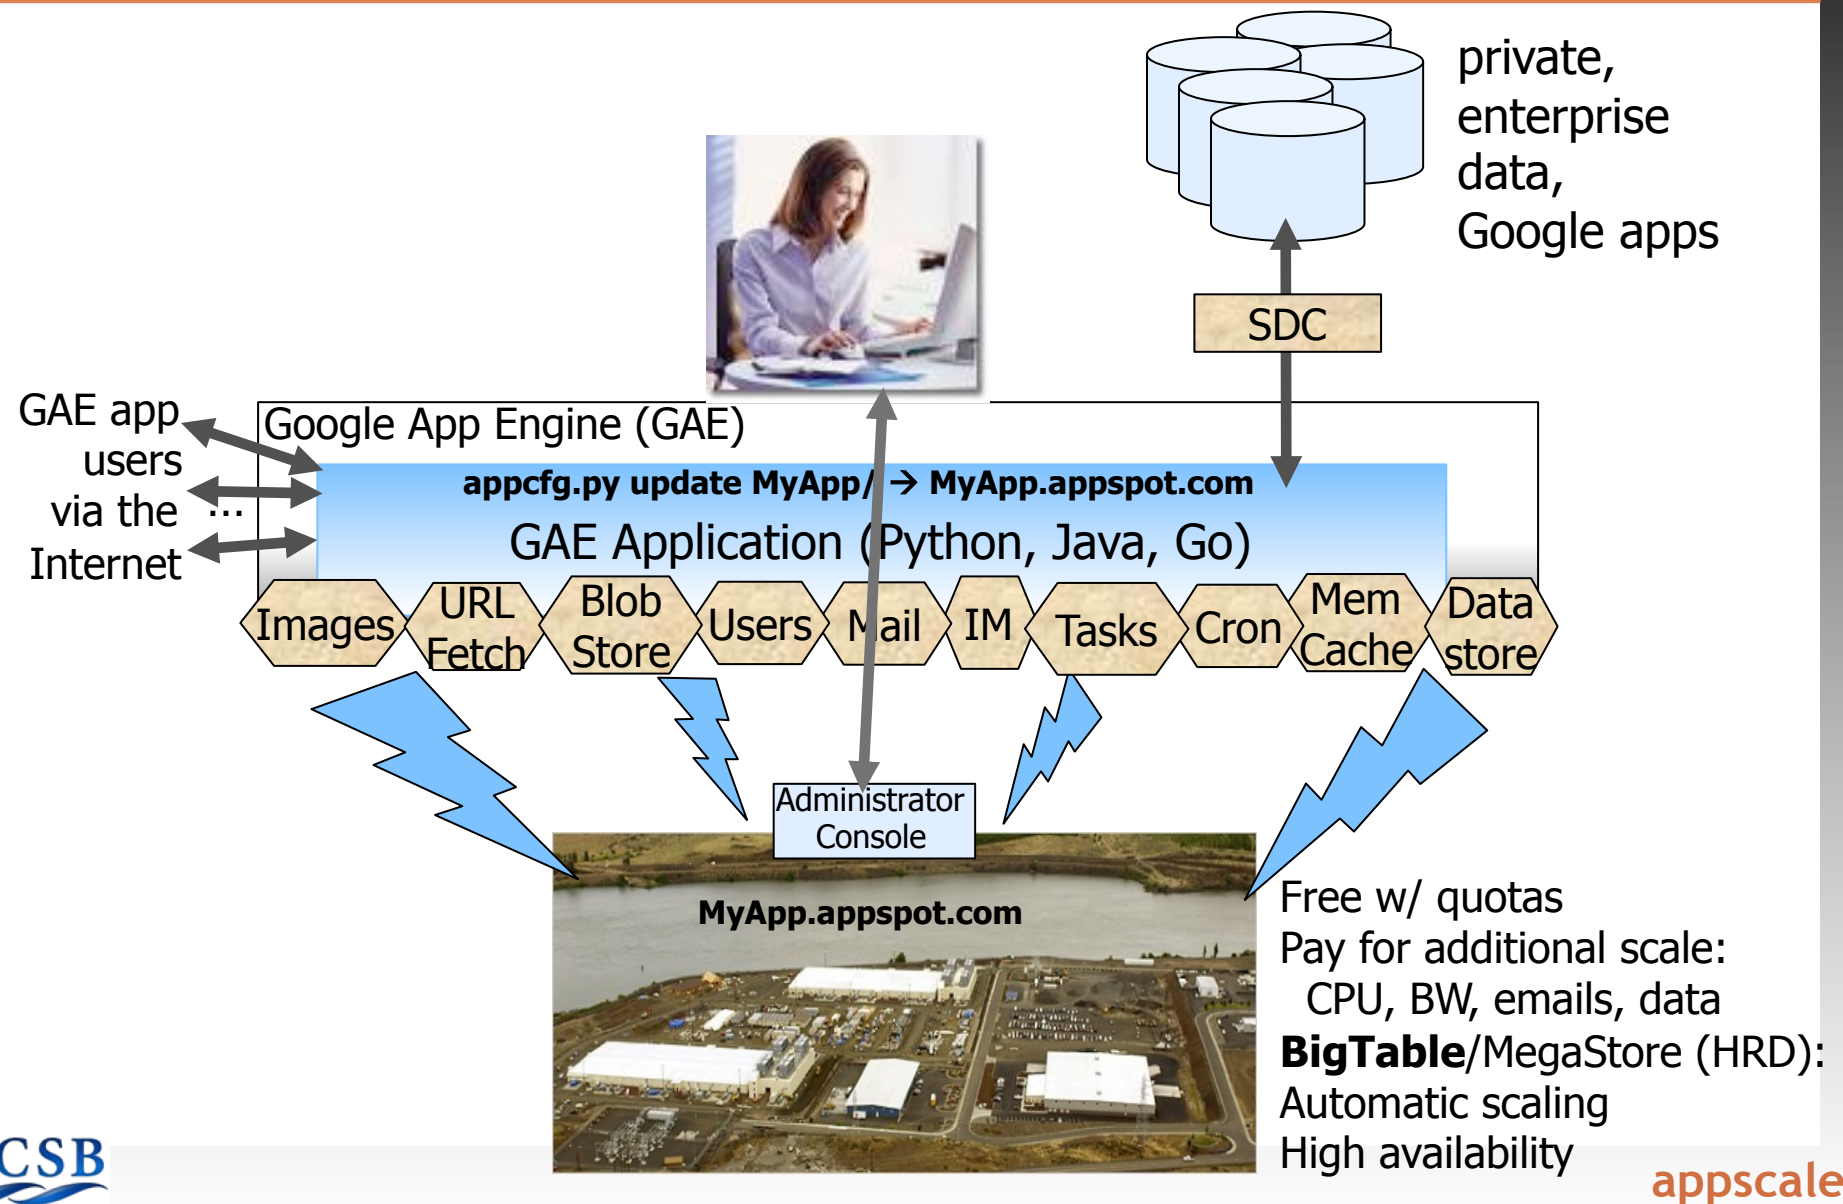 private,
enterprise
data,
Google apps
SDC
GAE app
users
via the
...
Internet
Google App Engine (GAE)
appcfg.py update MyApp/ → MyApp.appspot.com
GAE Application (Python, Java, Go)
Images
URL
Fetch
Blob
Store
Users
Mail
IM
Tasks
Cron
Mem
Cache
Data
store
Administrator
Console
MyApp.appspot.com
Free w/ quotas
Pay for additional scale:
CPU, BW, emails, data
BigTable/MegaStore (HRD):
Automatic scaling
High availability
CSB
appscale